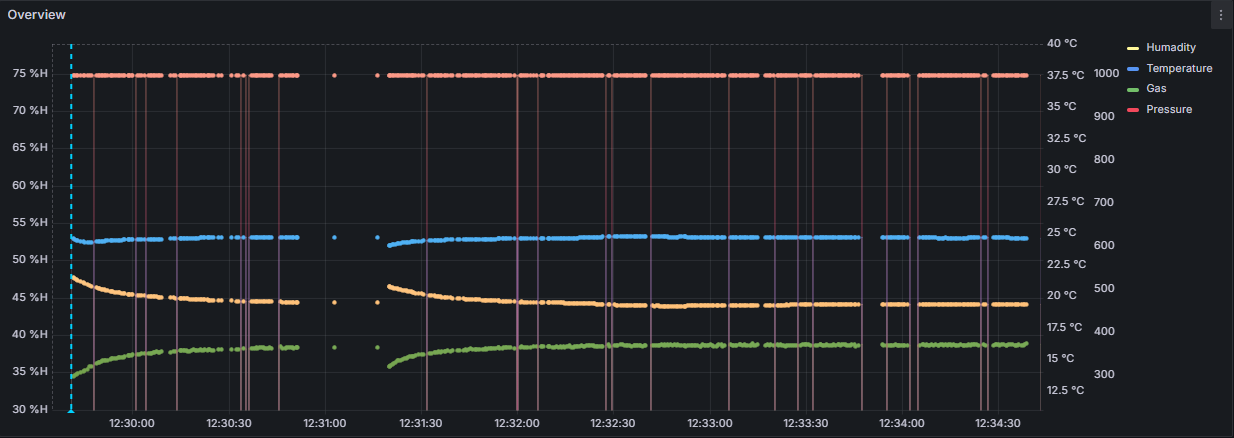 Overview
75 %H
70 %H
65 %H
60 %H
55 %H
50 %H
45 %H
40 %H
35 %H
30 %H
40 °C
37.5 °C
35 °C
32.5 °C
30 °C
27.5 °C
25 °C
22.5 °C
20 °C
17.5 °C
15 °C
12.5 °C
1000
900
800
700
600
500
400
300
Humadity
Temperature
Gas
Pressure
12:30:00 12:30:30 12:31:00 12:31:30 12:32:00 12:32:30 12:33:00 12:33:30 12:34:00 12:34:30